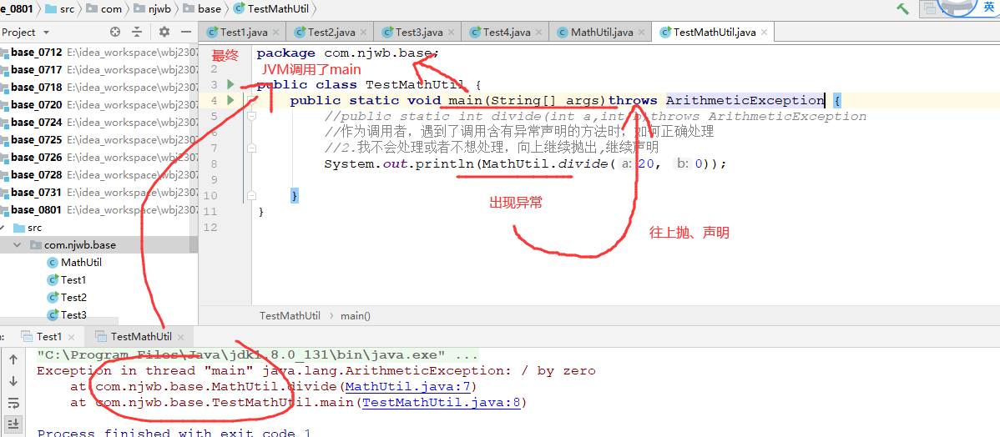 e_0801 src com njwb base TestMathUtil
英
Project
Test1.java Test2.java Test3.java Test4.java MathUtil.java TestMathUtil.java
base_0712 E:\idea_workspace\wbj2307
base_0717 E:\idea_workspace\wbj2307
base_0718 E:\idea_workspace\wbj2307
base_0720 E:\idea_workspace\wbj2307
base_0724 E:\idea_workspace\wbj2307
base_0725 E:\idea_workspace\wbj2307
base_0726 E:\idea_workspace\wbj2307
base_0728 E:\idea_workspace\wbj2307
base_0731 E:\idea_workspace\wbj2307
base_0801 E:\idea_workspace\wbj2307
src
com.njwb.base
MathUtil
Test1
Test2
Test3
最终
package com.njwb.base;
2
JVM调用了main
3 public class TestMathUtil {
4 public static void main(String[] args)throws ArithmeticException {
5 //public static int divide(int a,int b)throws ArithmeticException
6 //作为调用者，遇到了调用含有异常声明的方法时，如何正确处理
7 //2.我不会处理或者不想处理，向上继续抛出,继续声明
8 System.out.println(MathUtil.divide( a: 20, b: 0));
9
10 }
11 }
12
出现异常
往上抛、声明
TestMathUtil main()
Test1 TestMathUtil
"C:\Program Files\Java\jdk1.8.0_131\bin\java.exe" ...
Exception in thread "main" java.lang.ArithmeticException: / by zero
at com.njwb.base.MathUtil.divide(MathUtil.java:7)
at com.njwb.base.TestMathUtil.main(TestMathUtil.java:8)
Process finished with exit code 1